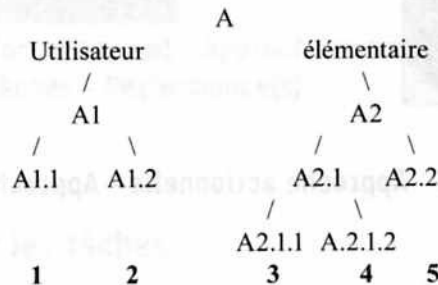 A
Utilisateur élémentaire
/ \
A1 A2
/ \ / \
A1.1 A1.2 A2.1 A2.2
/ \
A2.1.1 A.2.1.2
1 2 3 4 5